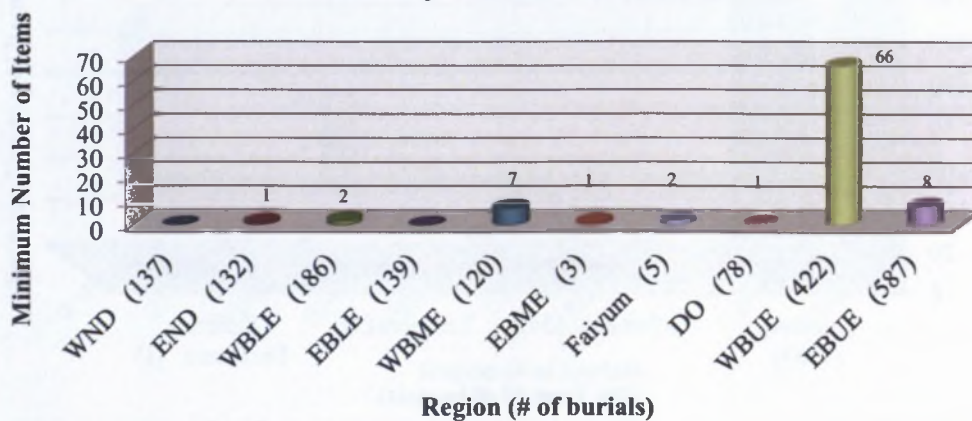 Minimum Number of Items
70
60
50
40
30
20
10
0
1
2
7
1
2
1
66
8
WND (137)
END (132)
WBLE (186)
EBLE (139)
WBME (120)
EBME (3)
Faiyum (5)
DO (78)
WBUE (422)
EBUE (587)
Region (# of burials)